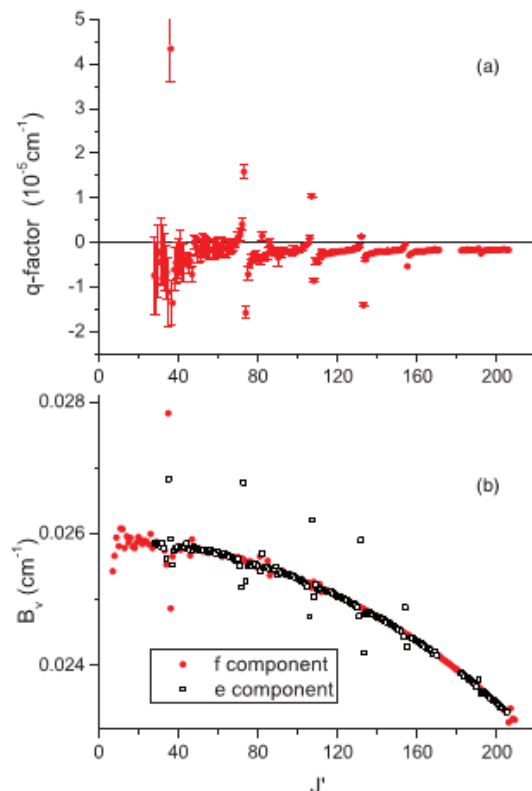 5
(a)
4
3
2
1
0
-1
-2
q-factor (10⁻⁵cm⁻¹)
0 40 80 120 160 200
0.028
(b)
0.026
0.024
B_v (cm⁻¹)
f component
e component
0 40 80 120 160 200
J'